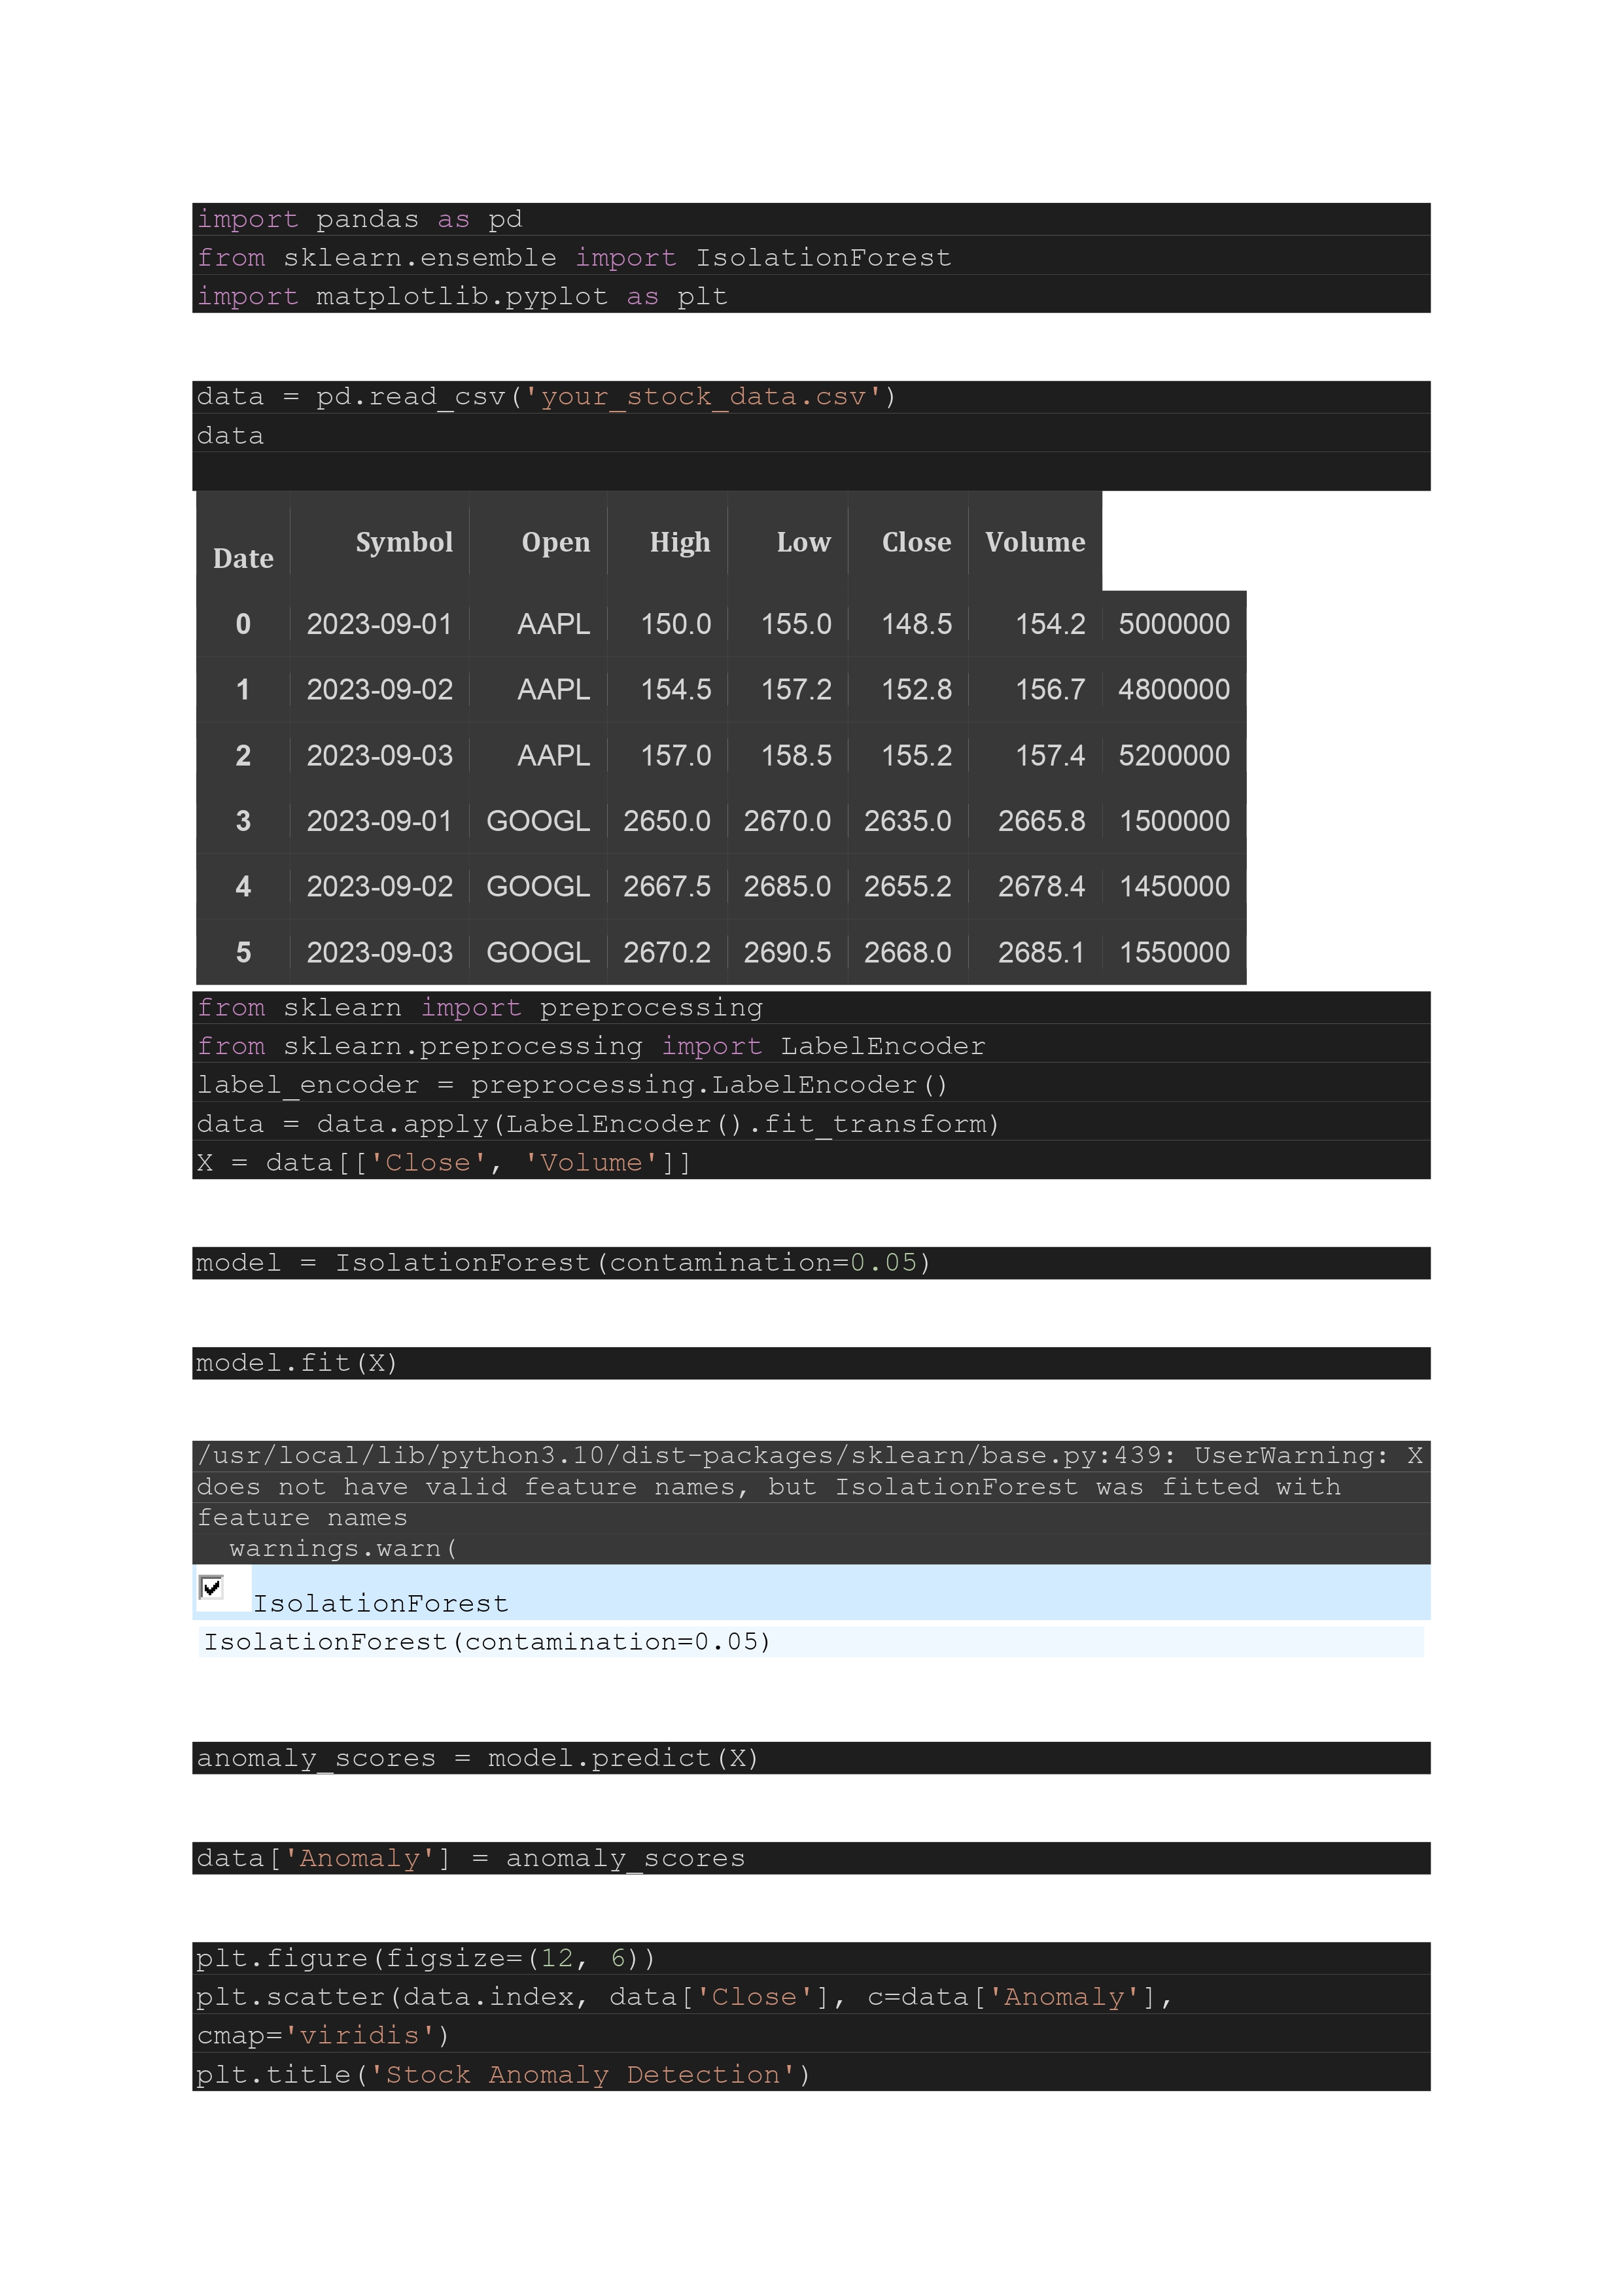 import pandas as pd
from sklearn.ensemble import IsolationForest
import matplotlib.pyplot as plt
data = pd.read_csv('your_stock_data.csv')
data
Date Symbol Open High Low Close Volume
0 2023-09-01 AAPL 150.0 155.0 148.5 154.2 5000000
1 2023-09-02 AAPL 154.5 157.2 152.8 156.7 4800000
2 2023-09-03 AAPL 157.0 158.5 155.2 157.4 5200000
3 2023-09-01 GOOGL 2650.0 2670.0 2635.0 2665.8 1500000
4 2023-09-02 GOOGL 2667.5 2685.0 2655.2 2678.4 1450000
5 2023-09-03 GOOGL 2670.2 2690.5 2668.0 2685.1 1550000
from sklearn import preprocessing
from sklearn.preprocessing import LabelEncoder
label_encoder = preprocessing.LabelEncoder()
data = data.apply(LabelEncoder().fit_transform)
X = data[['Close', 'Volume']]
model = IsolationForest(contamination=0.05)
model.fit(X)
/usr/local/lib/python3.10/dist-packages/sklearn/base.py:439: UserWarning: X
does not have valid feature names, but IsolationForest was fitted with
feature names
  warnings.warn(
IsolationForest
IsolationForest(contamination=0.05)
anomaly_scores = model.predict(X)
data['Anomaly'] = anomaly_scores
plt.figure(figsize=(12, 6))
plt.scatter(data.index, data['Close'], c=data['Anomaly'],
cmap='viridis')
plt.title('Stock Anomaly Detection')